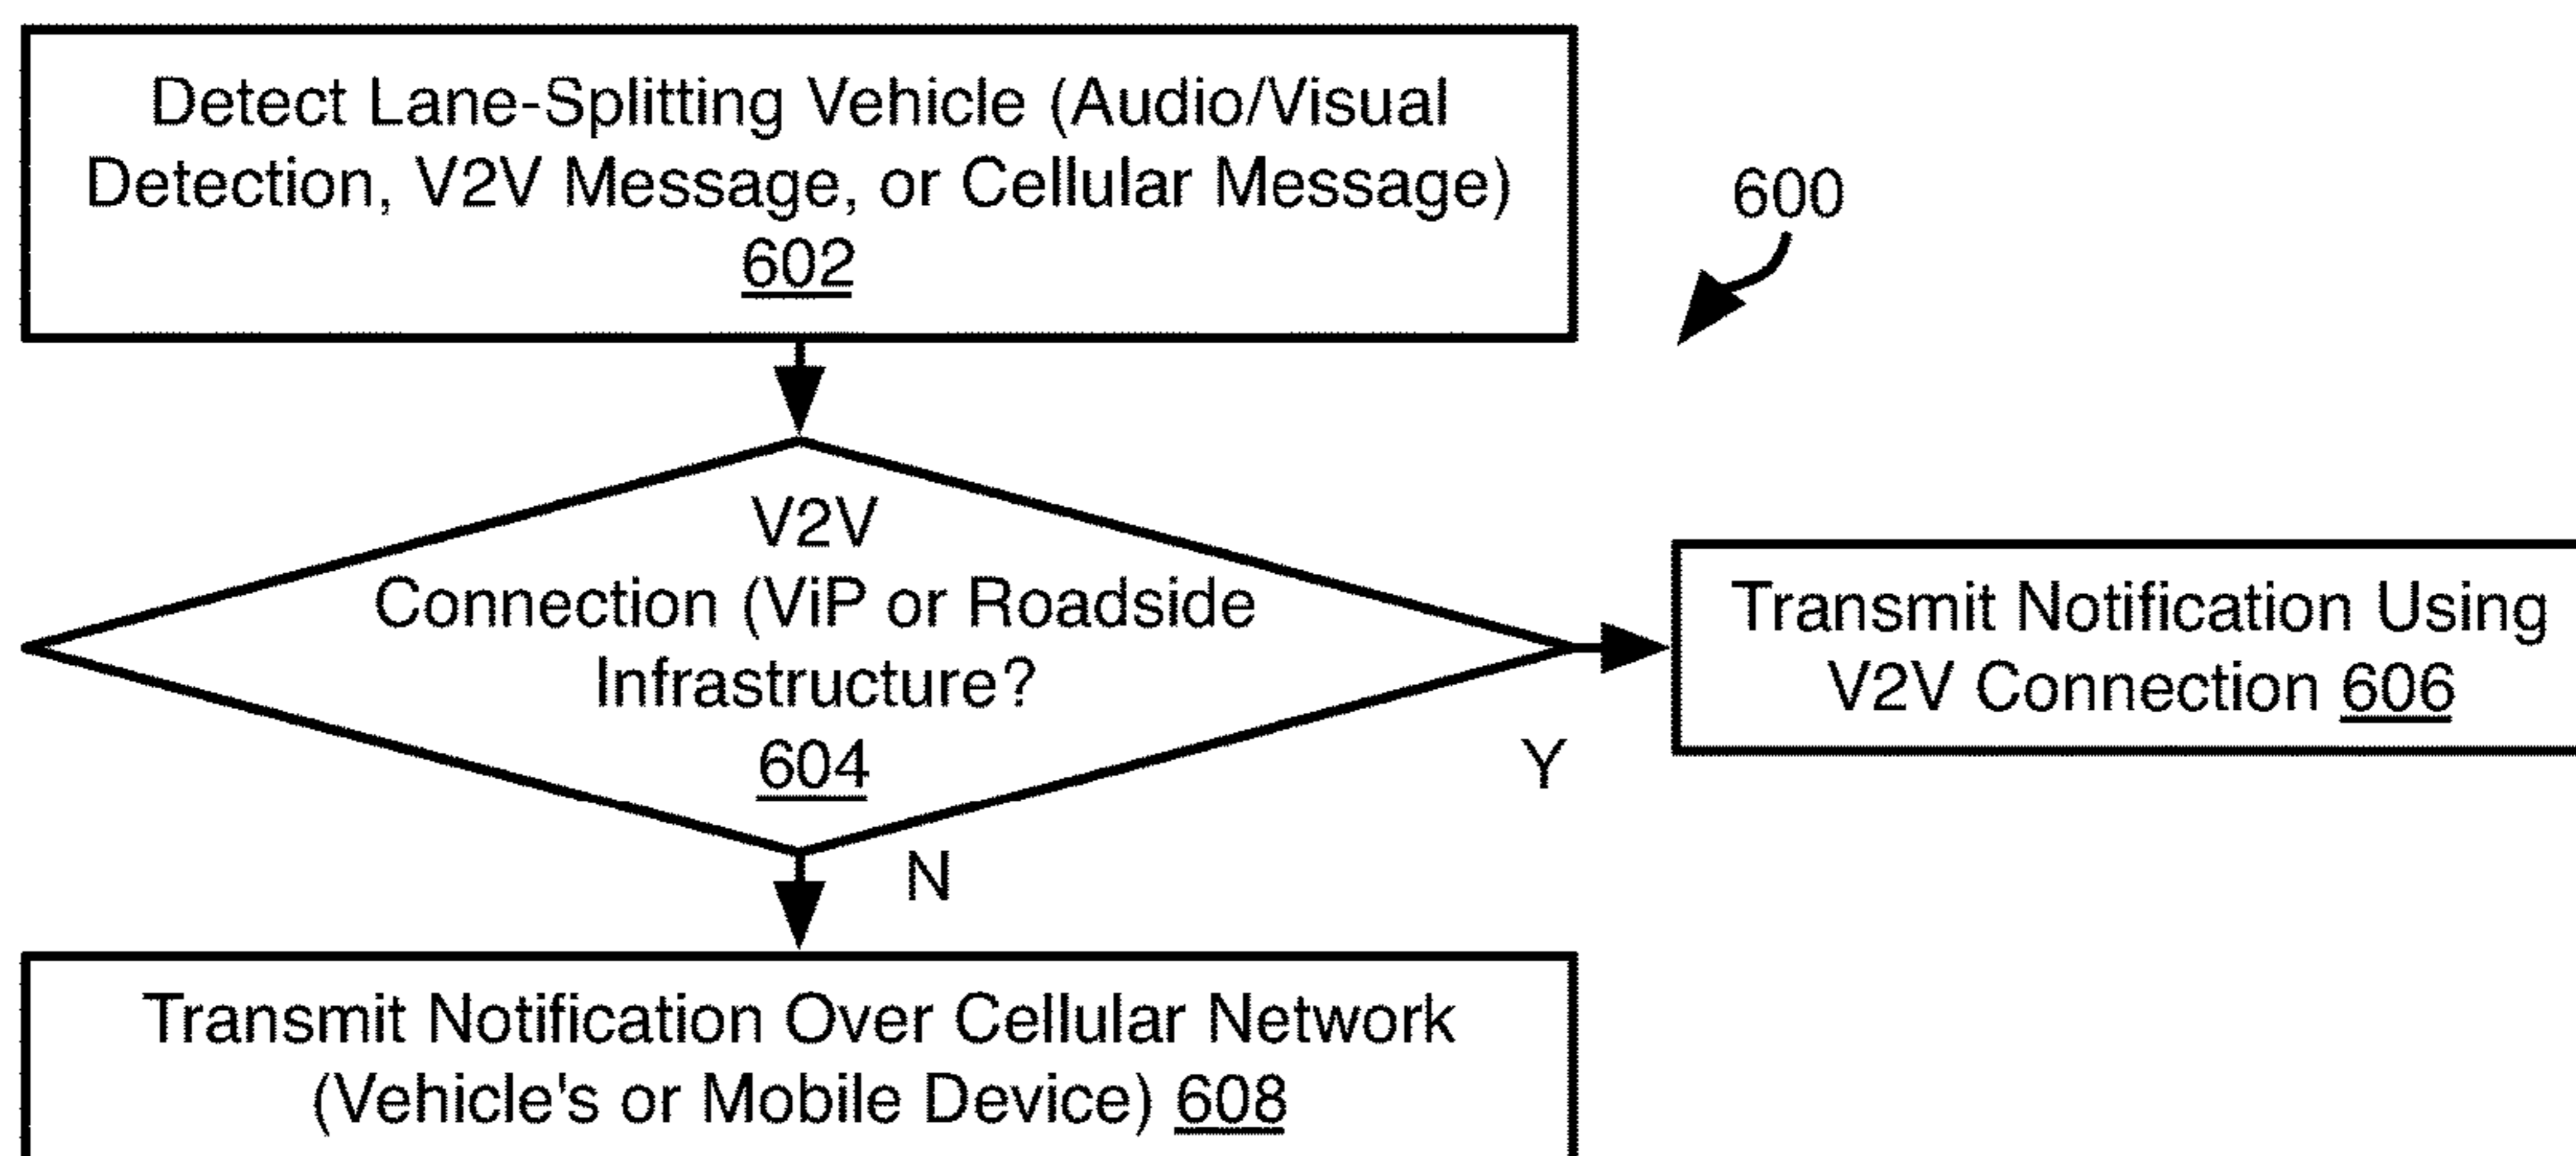 Detect Lane-Splitting Vehicle (Audio/Visual
Detection, V2V Message, or Cellular Message)
602
600
V2V
Connection (ViP or Roadside
Infrastructure?
604
Y
Transmit Notification Using
V2V Connection 606
N
Transmit Notification Over Cellular Network
(Vehicle's or Mobile Device) 608